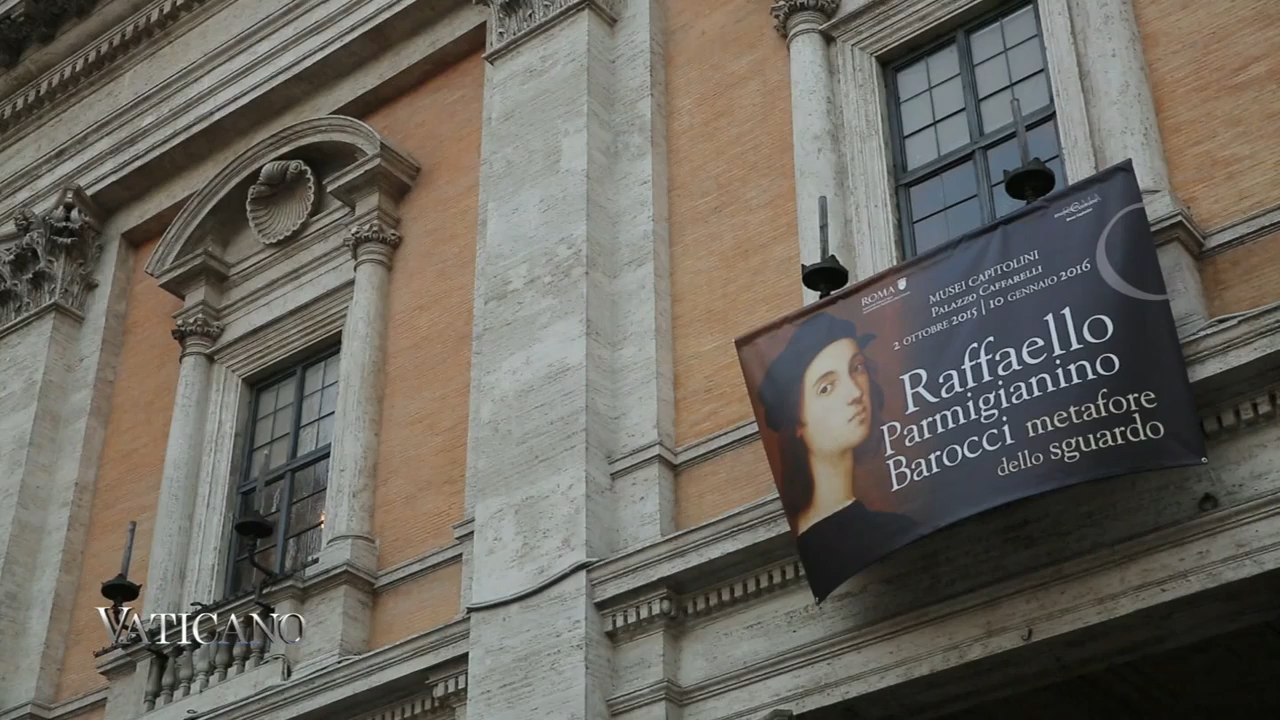 ROMA
MUSEI CAPITOLINI
PALAZZO CAFFARELLI
2 OTTOBRE 2015 | 10 GENNAIO 2016
Raffaello
Parmigianino
Barocci metafore
dello sguardo
VATICANO